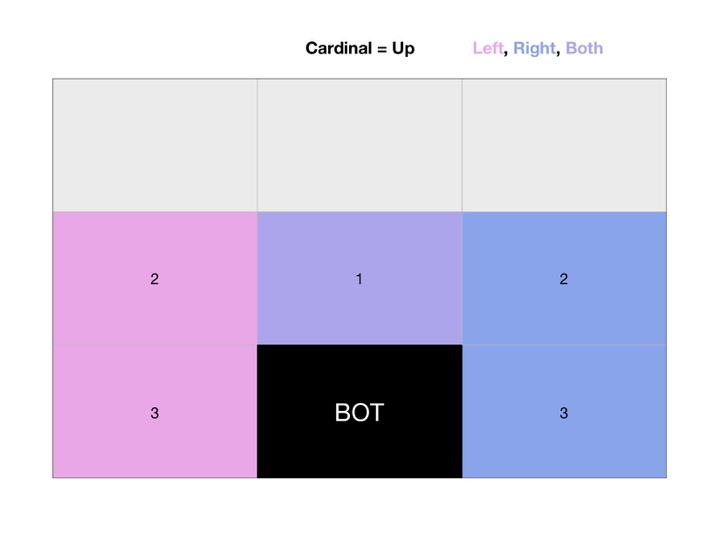 Cardinal = Up
Left, Right, Both
2 1 2
3 BOT 3